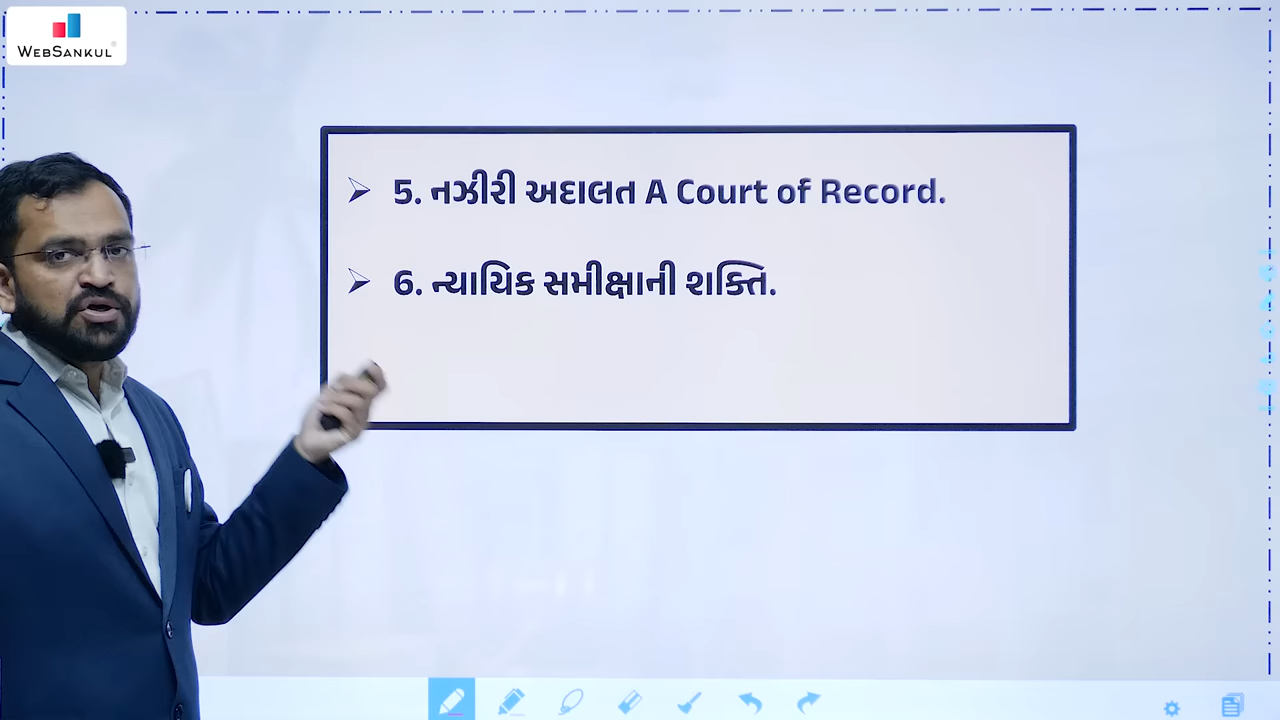 WEBSANKUL
5. નઝીરી અદાલત A Court of Record.
6. ન્યાયિક સમીક્ષાની શક્તિ.